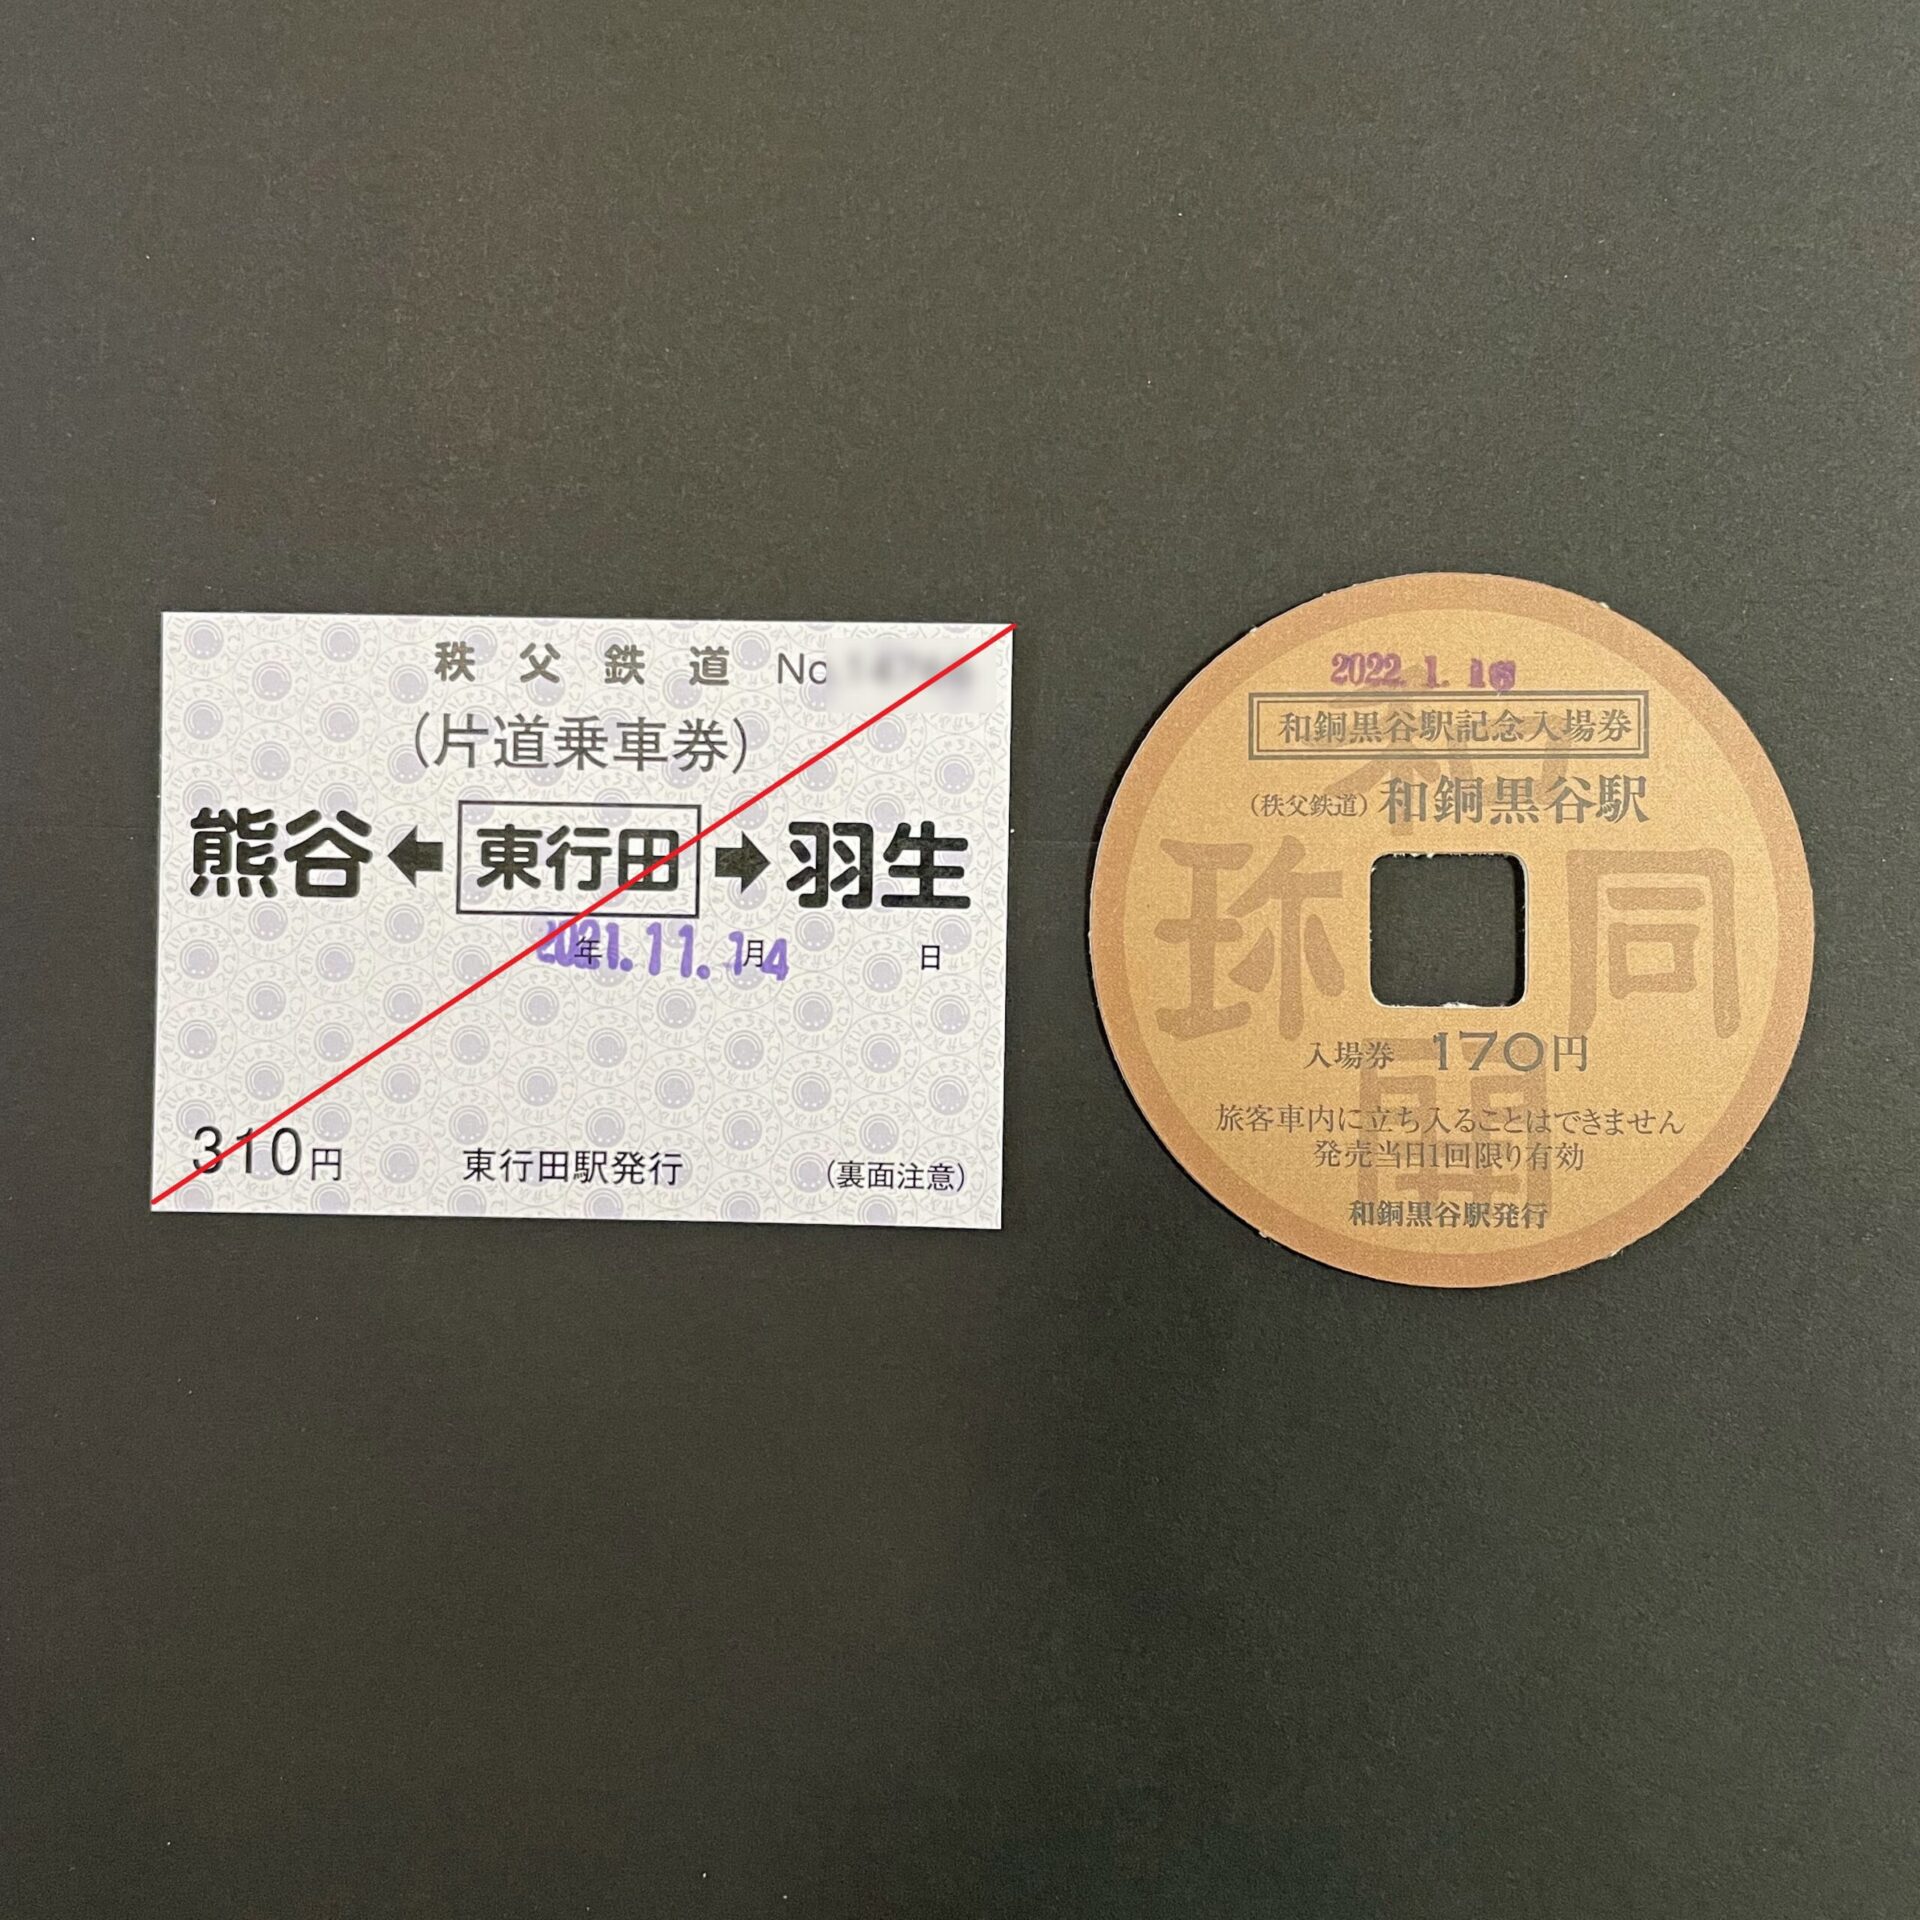 秩父鉄道 No
(片道乗車券)
熊谷←東行田→羽生
2021.11.14
年 月 日
310円 東行田駅発行 (裏面注意)
2022.1.16
和銅黒谷駅記念入場券
(秩父鉄道)和銅黒谷駅
和
珎 同
開
入場券 170円
旅客車内に立ち入ることはできません
発売当日1回限り有効
和銅黒谷駅発行